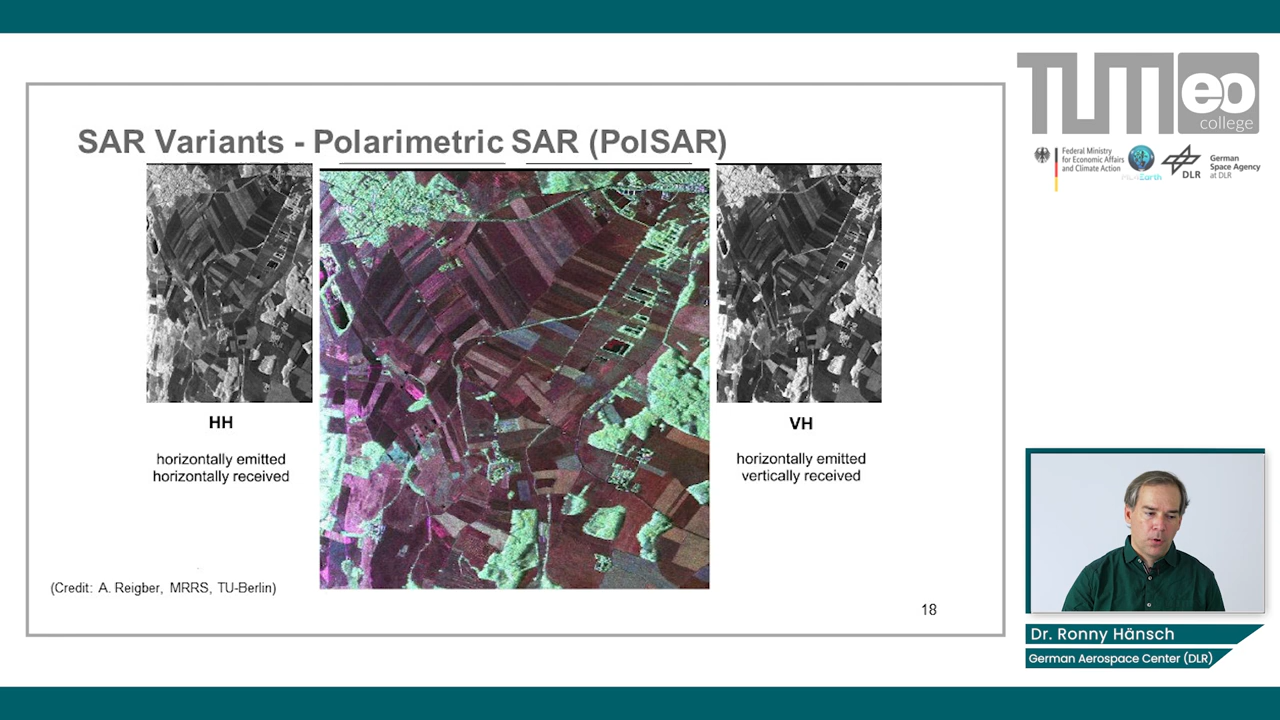 TUM eo
college
Federal Ministry
for Economic Affairs
and Climate Action
ML4Earth
DLR
German
Space Agency
at DLR
SAR Variants - Polarimetric SAR (PolSAR)
HH
horizontally emitted
horizontally received
VH
horizontally emitted
vertically received
(Credit: A. Reigber, MRRS, TU-Berlin)
18
Dr. Ronny Hänsch
German Aerospace Center (DLR)